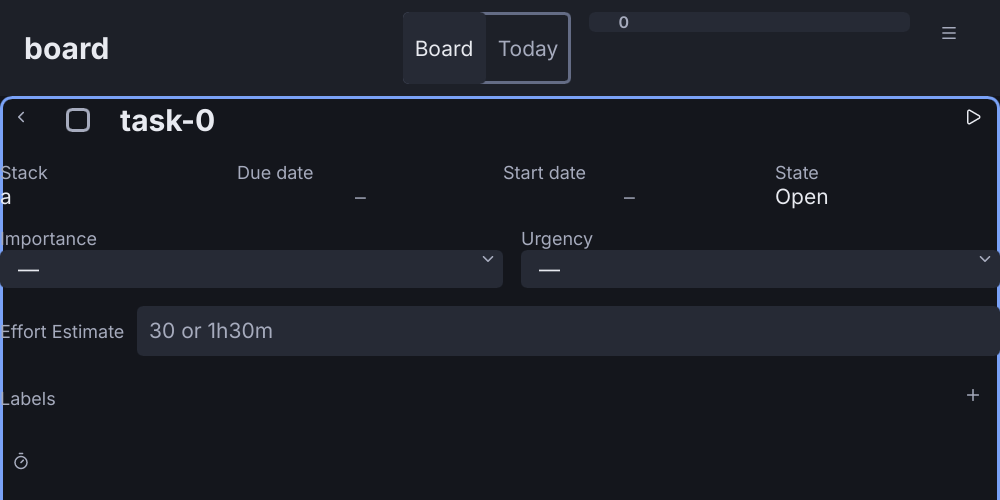 board
Board Today
0
task-0
Stack Due date Start date State
a – – Open
Importance Urgency
— —
Effort Estimate 30 or 1h30m
Labels